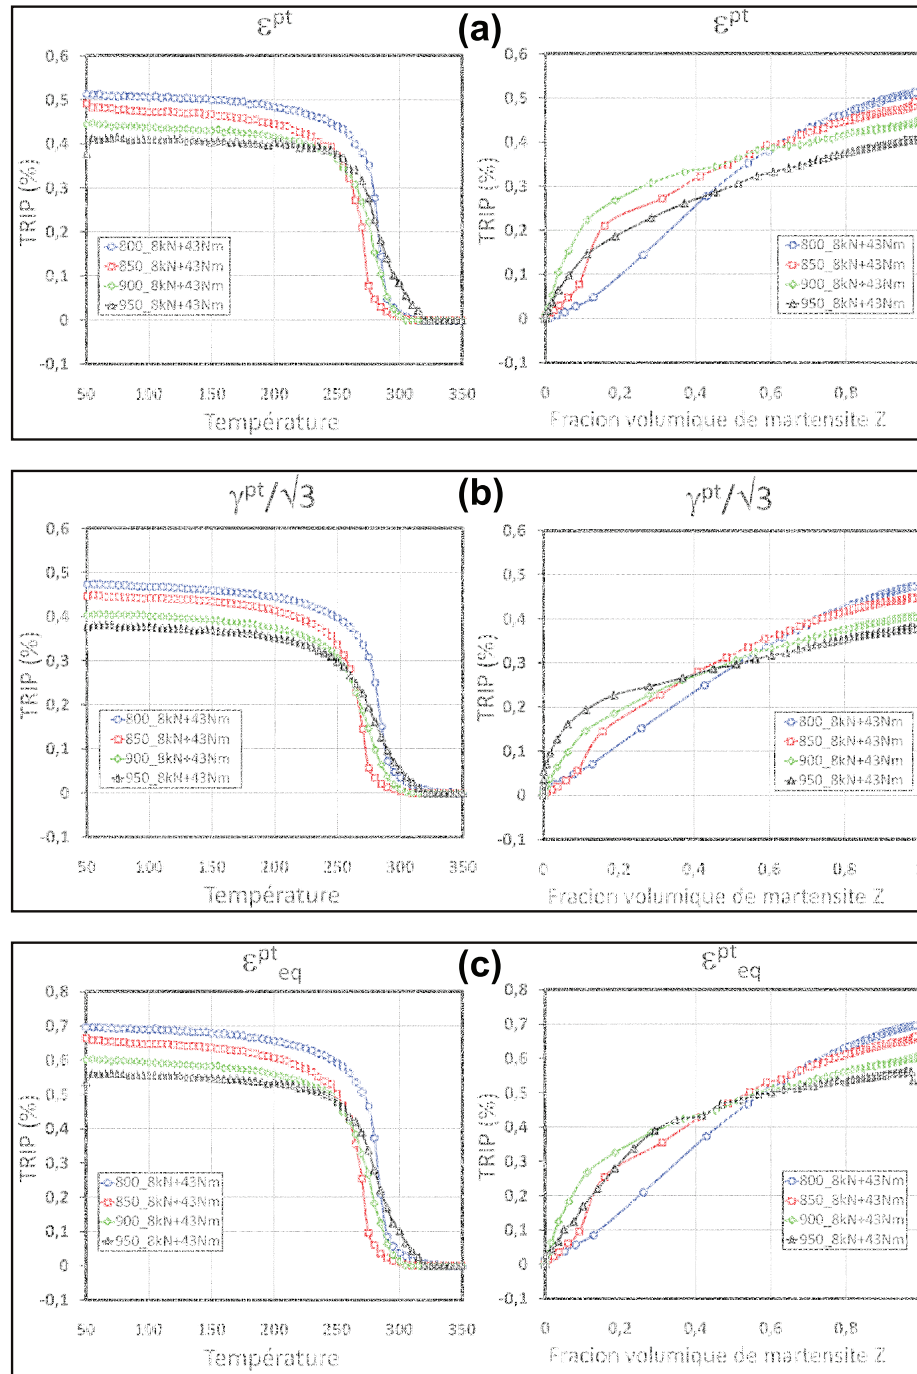 (a)
εᵖᵗ
0,6
0,5
0,4
0,3
0,2
0,1
0
-0,1
TRIP (%)
800_8kN+43Nm
850_8kN+43Nm
900_8kN+43Nm
950_8kN+43Nm
50 100 150 200 250 300 350
Température
εᵖᵗ
0,6
0,5
0,4
0,3
0,2
0,1
0
-0,1
TRIP (%)
800_8kN+43Nm
850_8kN+43Nm
900_8kN+43Nm
950_8kN+43Nm
0 0,2 0,4 0,6 0,8
Fracion volumique de martensite Z
(b)
γᵖᵗ/√3
0,6
0,5
0,4
0,3
0,2
0,1
0
-0,1
TRIP (%)
800_8kN+43Nm
850_8kN+43Nm
900_8kN+43Nm
950_8kN+43Nm
50 100 150 200 250 300 350
Température
γᵖᵗ/√3
0,6
0,5
0,4
0,3
0,2
0,1
0
-0,1
TRIP (%)
800_8kN+43Nm
850_8kN+43Nm
900_8kN+43Nm
950_8kN+43Nm
0 0,2 0,4 0,6 0,8
Fracion volumique de martensite Z
(c)
εᵖᵗeq
0,8
0,7
0,6
0,5
0,4
0,3
0,2
0,1
0
-0,1
TRIP (%)
800_8kN+43Nm
850_8kN+43Nm
900_8kN+43Nm
950_8kN+43Nm
50 100 150 200 250 300 350
Température
εᵖᵗeq
0,8
0,7
0,6
0,5
0,4
0,3
0,2
0,1
0
-0,1
TRIP (%)
800_8kN+43Nm
850_8kN+43Nm
900_8kN+43Nm
950_8kN+43Nm
0 0,2 0,4 0,6 0,8
Fracion volumique de martensite Z